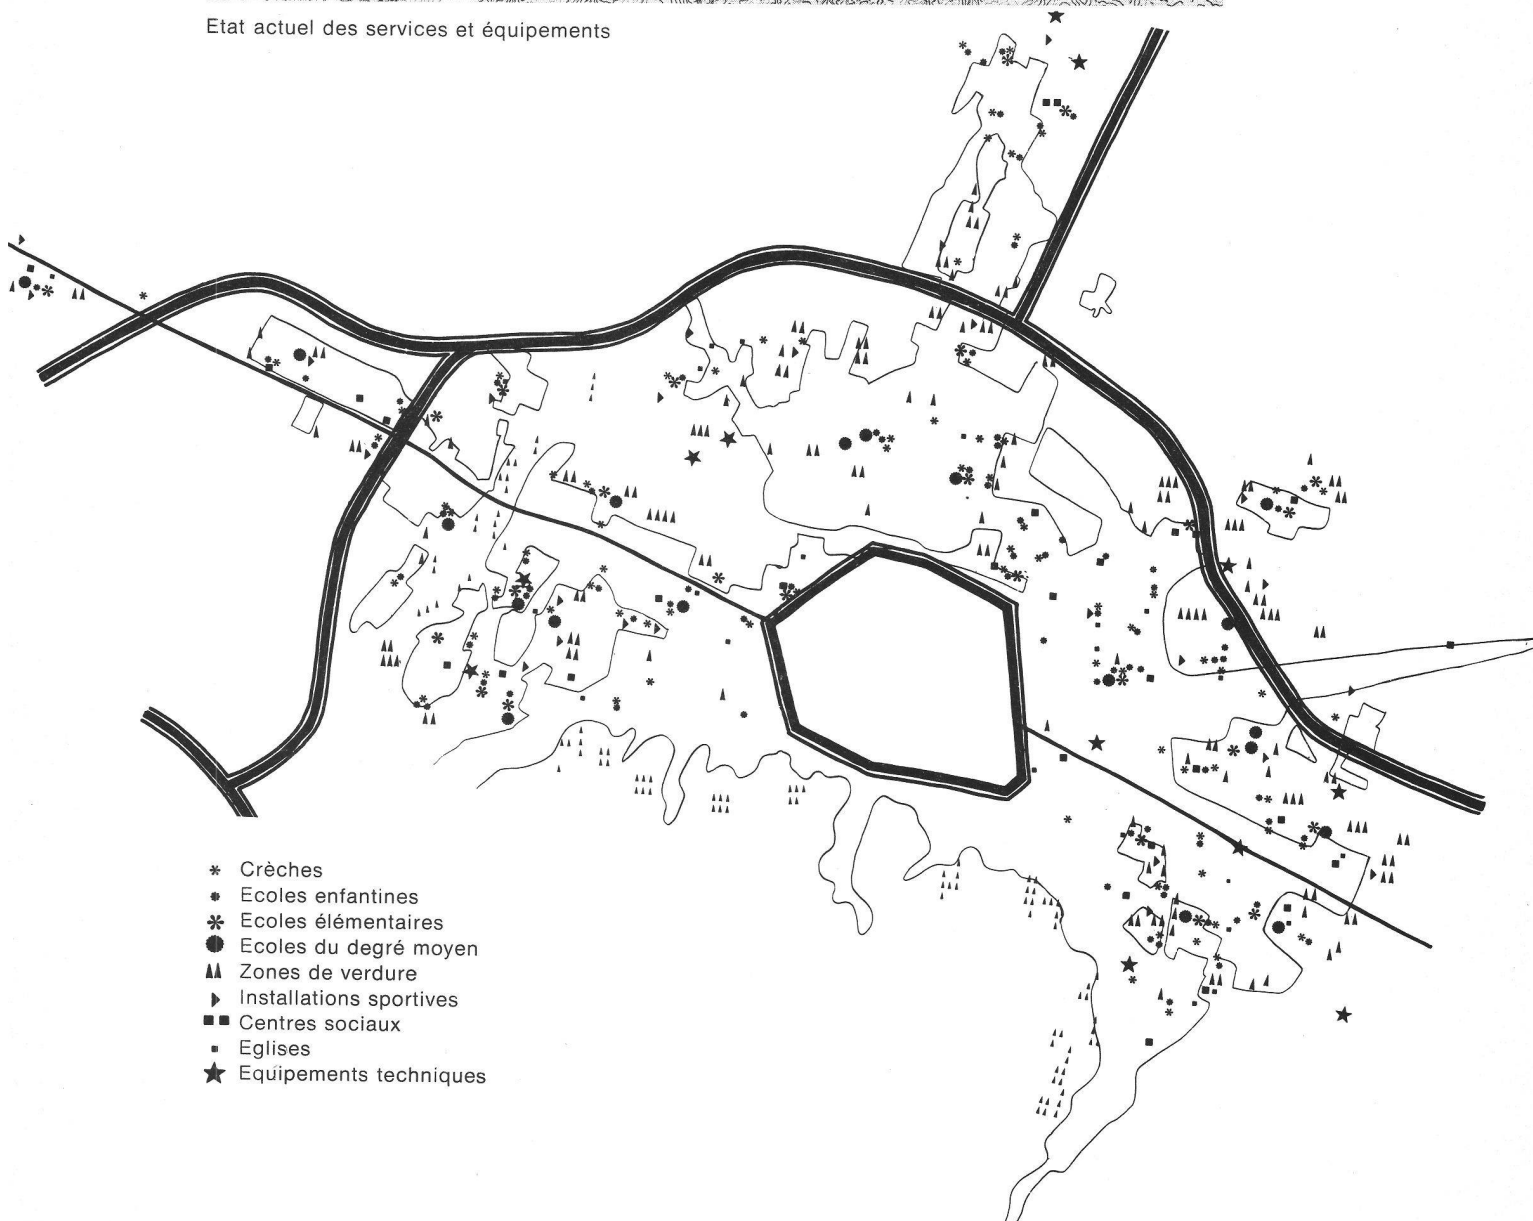 Etat actuel des services et équipements
Crèches
Ecoles enfantines
Ecoles élémentaires
Ecoles du degré moyen
Zones de verdure
Installations sportives
Centres sociaux
Eglises
Equipements techniques